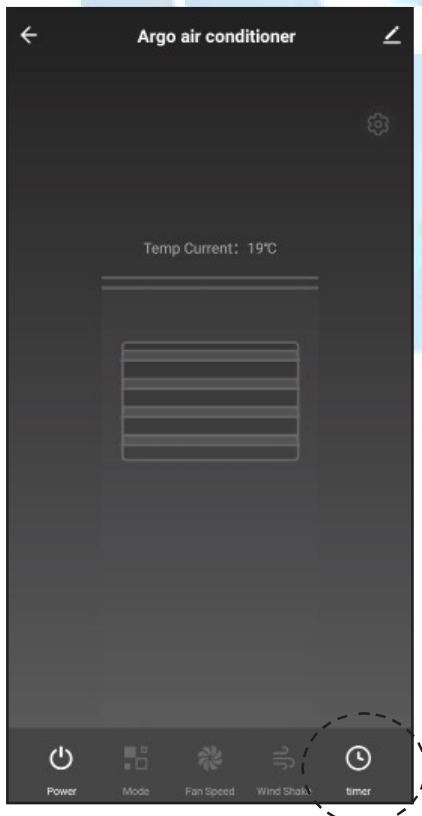 Argo air conditioner
Temp Current: 19℃
Power Mode Fan Speed Wind Shake timer